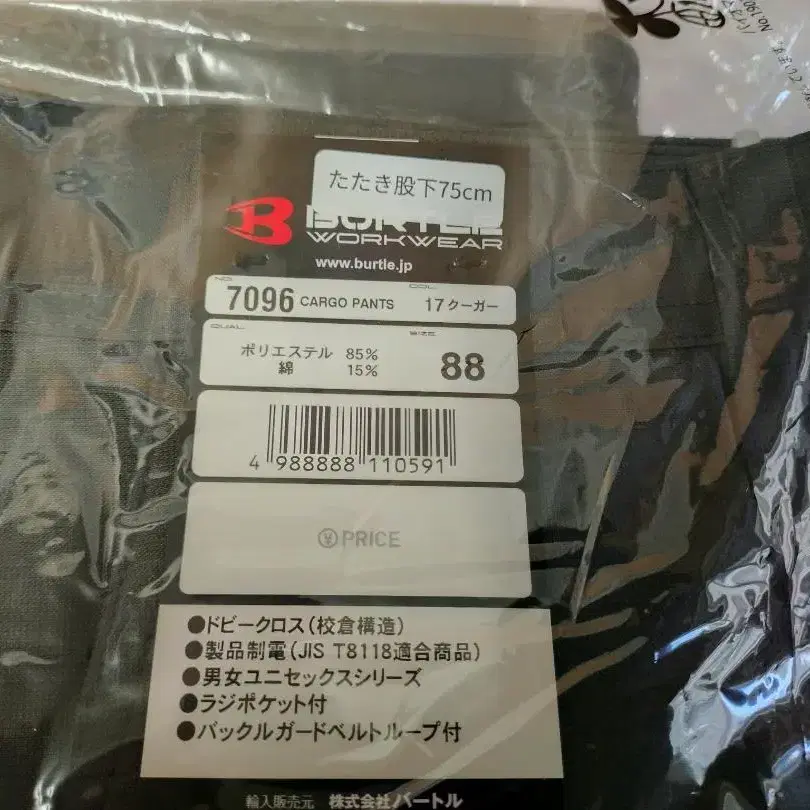 たたき股下75cm
BURTLE
WORKWEAR
www.burtle.jp
NO.
COL.
7096 CARGO PANTS 17 クーガー
QUAL
SIZE
ポリエステル 85%
綿 15%
88
4 988888 110591
Ⓨ PRICE
●ドビークロス(校倉構造)
●製品制電(JIS T8118適合商品)
●男女ユニセックスシリーズ
●ラジポケット付
●バックルガードベルトループ付
輸入販売元 株式会社バートル